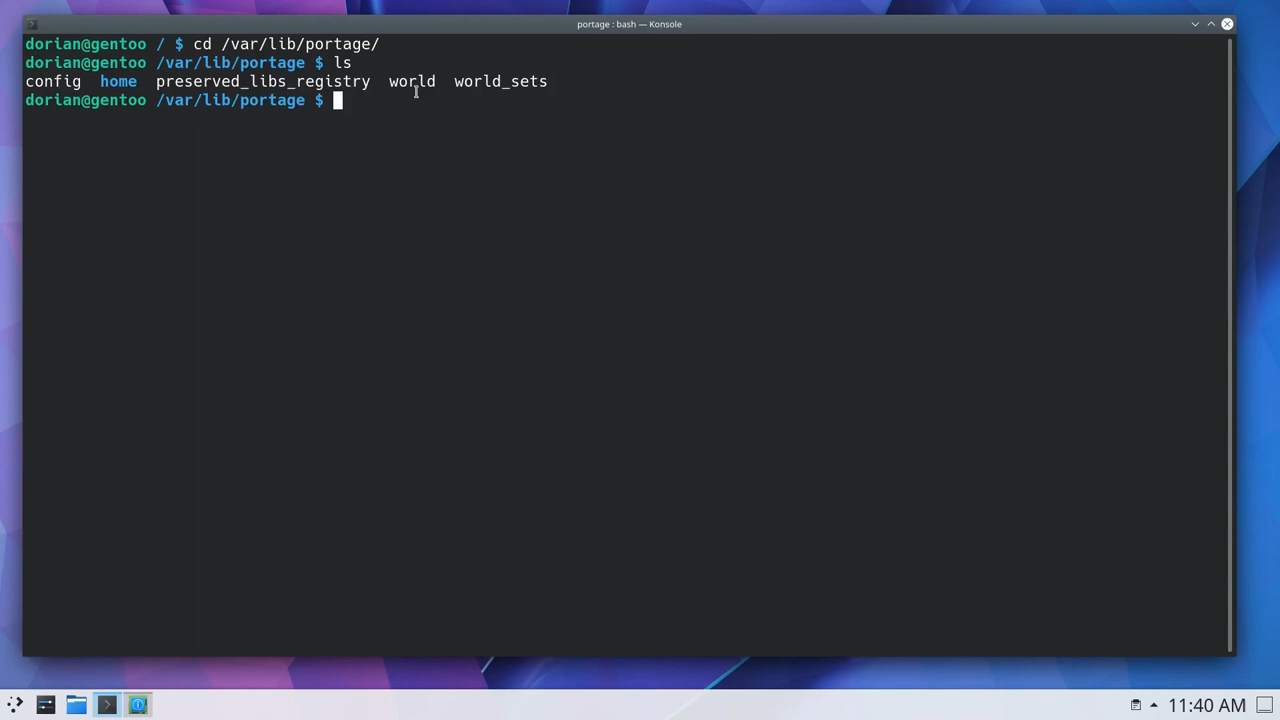 portage : bash — Konsole
dorian@gentoo / $ cd /var/lib/portage/
dorian@gentoo /var/lib/portage $ ls
config  home  preserved_libs_registry  world  world_sets
dorian@gentoo /var/lib/portage $
11:40 AM